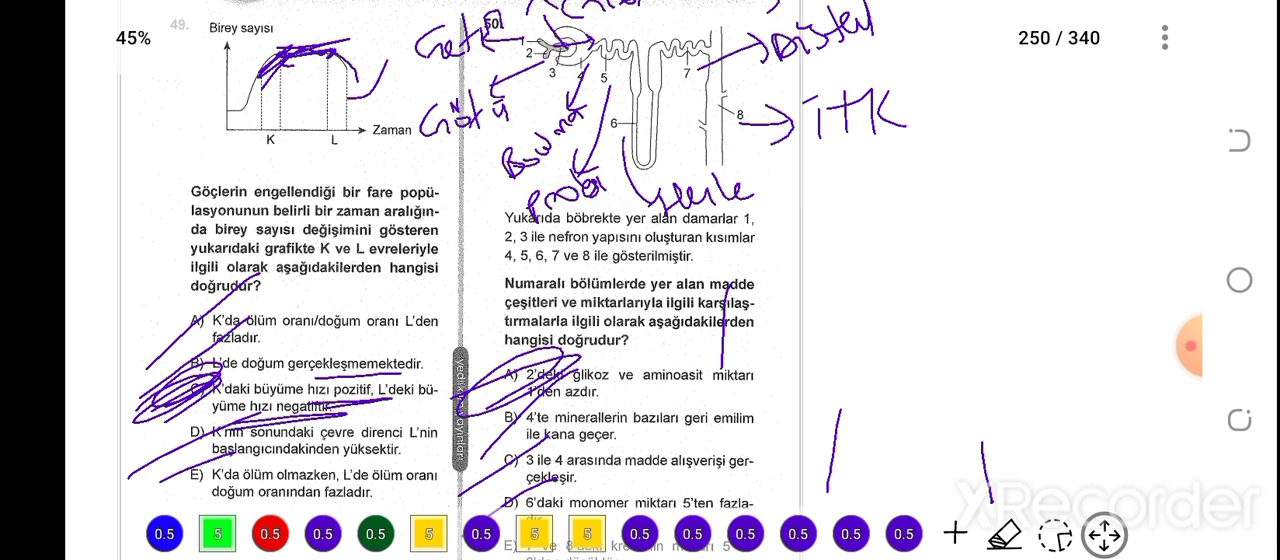 45%
49.
Birey sayısı
Zaman
K
L
Göçlerin engellendiği bir fare popü-
lasyonunun belirli bir zaman aralığın-
da birey sayısı değişimini gösteren
yukarıdaki grafikte K ve L evreleriyle
ilgili olarak aşağıdakilerden hangisi
doğrudur?
A) K'da ölüm oranı/doğum oranı L'den
fazladır.
B) L'de doğum gerçekleşmemektedir.
C) K'daki büyüme hızı pozitif, L'deki bü-
yüme hızı negatiftir.
D) K'nin sonundaki çevre direnci L'nin
başlangıcındakinden yüksektir.
E) K'da ölüm olmazken, L'de ölüm oranı
doğum oranından fazladır.
50.
1
2
3
4
5
6
7
8
İTK
Yukarıda böbrekte yer alan damarlar 1,
2, 3 ile nefron yapısını oluşturan kısımlar
4, 5, 6, 7 ve 8 ile gösterilmiştir.
Numaralı bölümlerde yer alan madde
çeşitleri ve miktarlarıyla ilgili karşılaş-
tırmalarla ilgili olarak aşağıdakilerden
hangisi doğrudur?
A) 2'deki glikoz ve aminoasit miktarı
1'den azdır.
B) 4'te minerallerin bazıları geri emilim
ile kana geçer.
C) 3 ile 4 arasında madde alışverişi ger-
çekleşir.
D) 6'daki monomer miktarı 5'ten fazla-
250 / 340
XRecorder
0.5 5 0.5 0.5 0.5 5 0.5 5 5 0.5 0.5 0.5 0.5 0.5 0.5